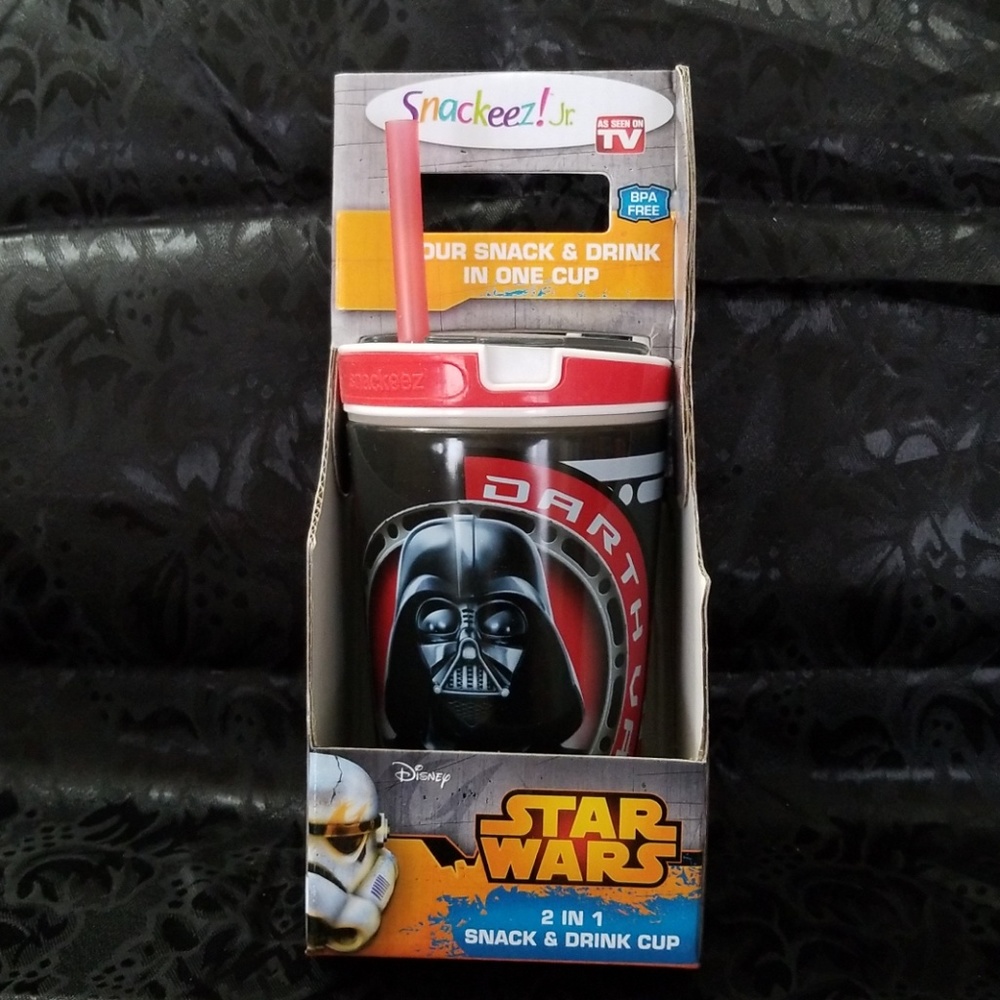 Snackeez! Jr.
AS SEEN ON
TV
BPA
FREE
OUR SNACK & DRINK
IN ONE CUP
snackeez
DARTH VA
Disney
STAR
WARS
2 IN 1
SNACK & DRINK CUP